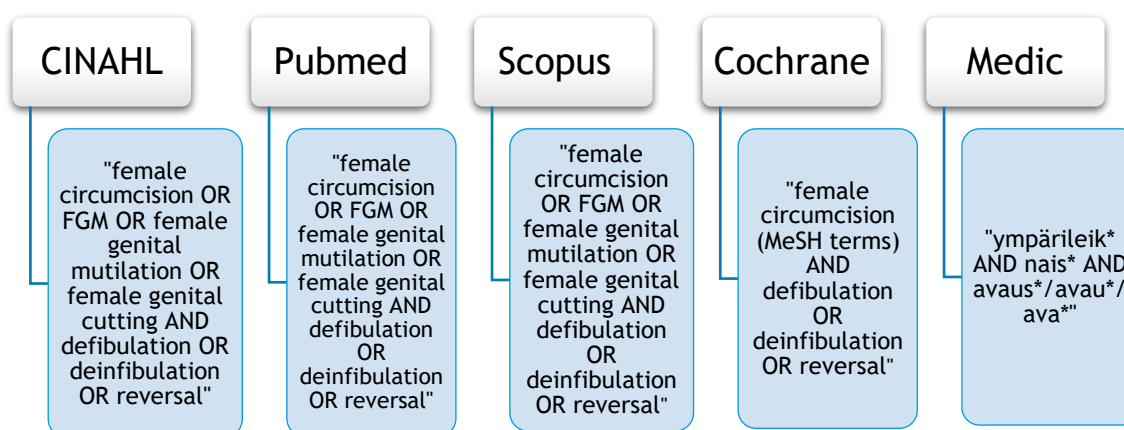 CINAHL
"female
circumcision OR
FGM OR female
genital
mutilation OR
female genital
cutting AND
defibulation OR
deinfibulation
OR reversal"
Pubmed
"female
circumcision
OR FGM OR
female genital
mutilation OR
female genital
cutting AND
defibulation
OR
deinfibulation
OR reversal"
Scopus
"female
circumcision
OR FGM OR
female genital
mutilation OR
female genital
cutting AND
defibulation
OR
deinfibulation
OR reversal"
Cochrane
"female
circumcision
(MeSH terms)
AND
defibulation
OR
deinfibulation
OR reversal"
Medic
"ympärileik*
AND nais* AND
avaus*/avau*/
ava*"